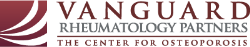 VANGUARD
RHEUMATOLOGY PARTNERS
THE CENTER FOR OSTEOPOROSIS